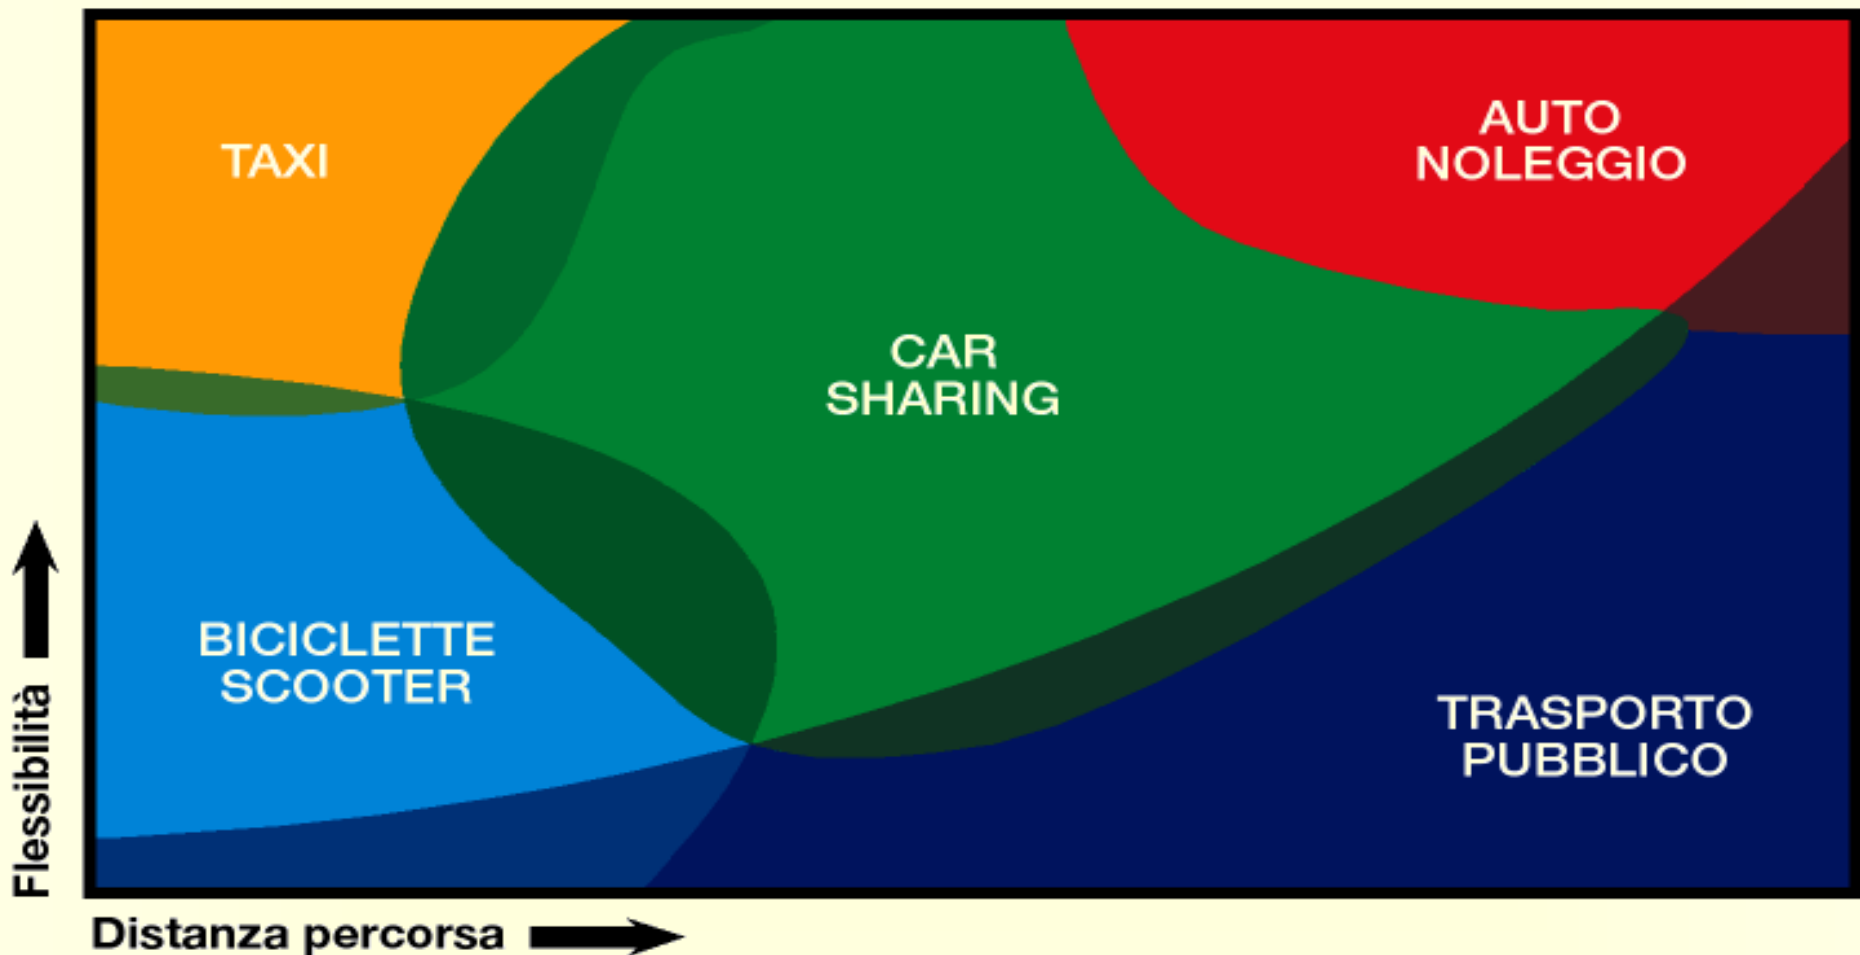 TAXI
AUTO
NOLEGGIO
CAR
SHARING
BICICLETTE
SCOOTER
TRASPORTO
PUBBLICO
Flessibilità
Distanza percorsa